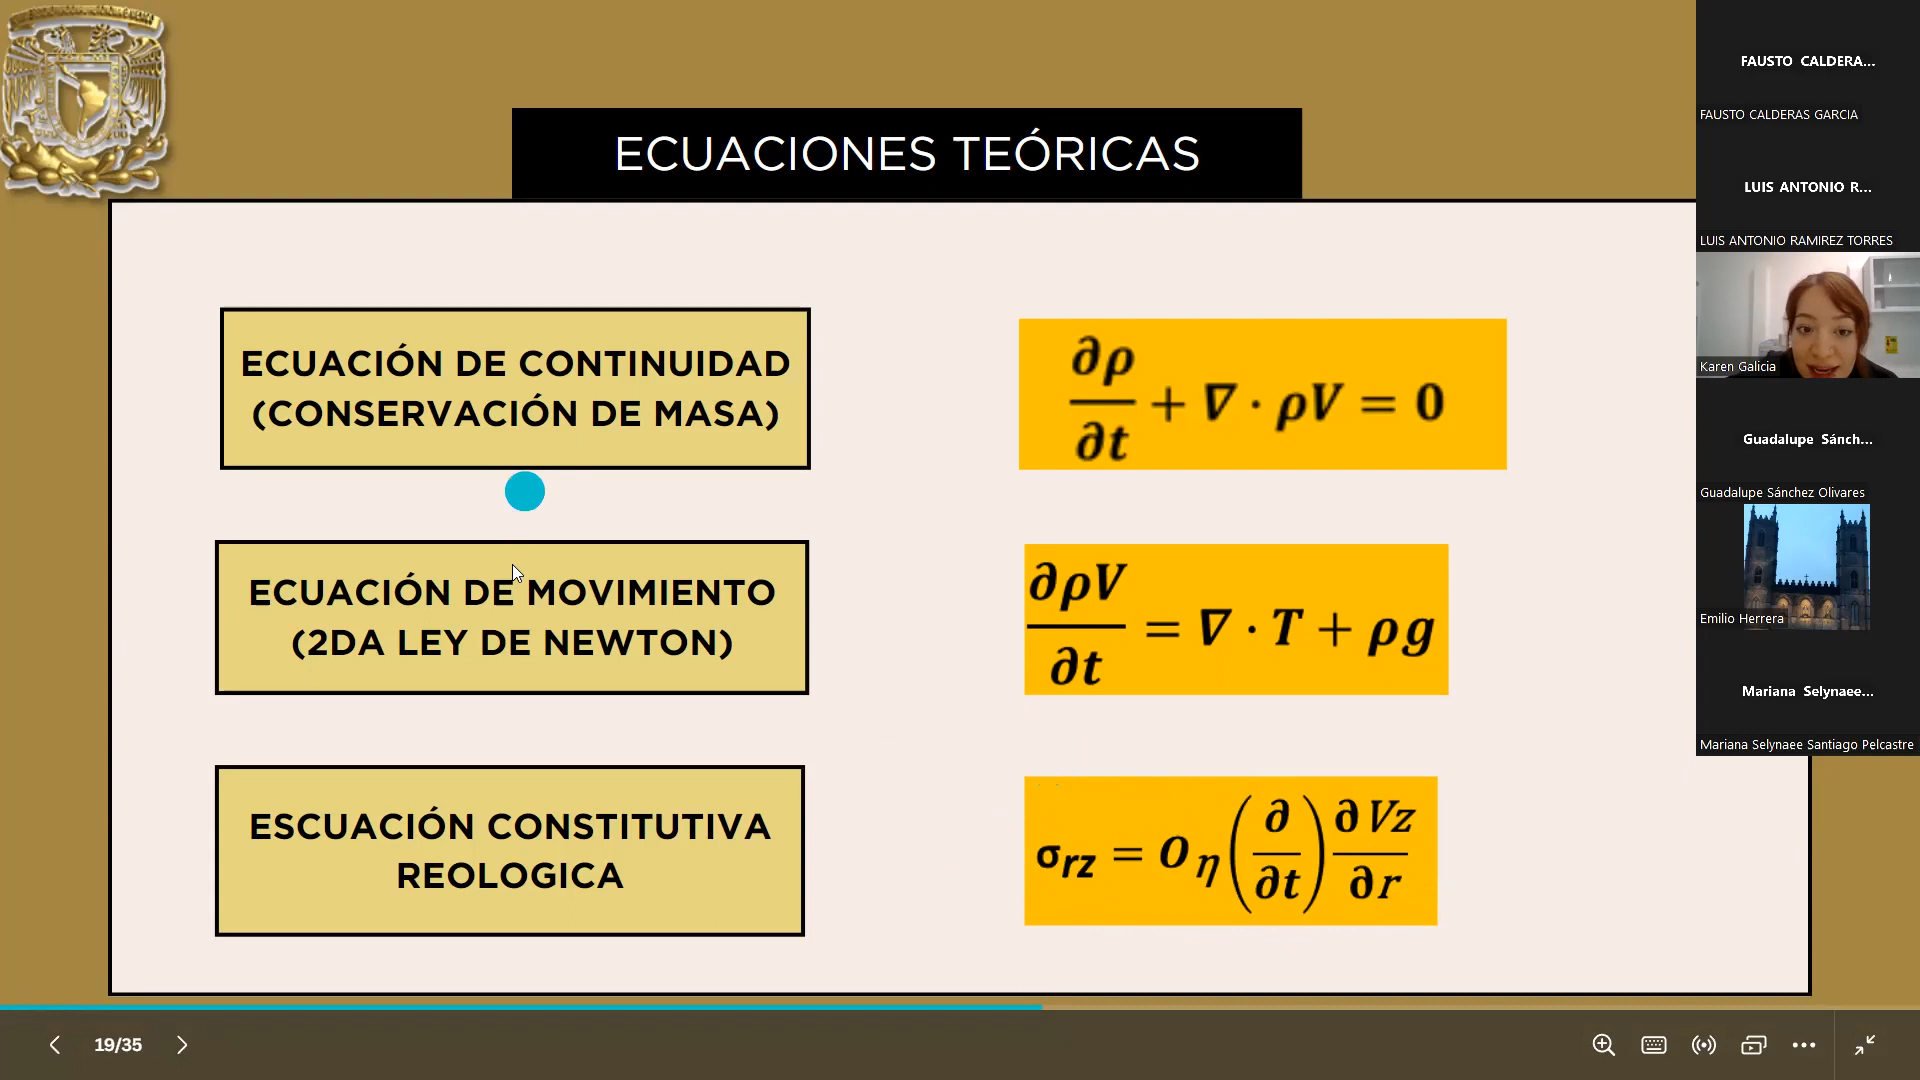 ECUACIONES TEÓRICAS
ECUACIÓN DE CONTINUIDAD
(CONSERVACIÓN DE MASA)
∂ρ/∂t + ∇ · ρV = 0
ECUACIÓN DE MOVIMIENTO
(2DA LEY DE NEWTON)
∂ρV/∂t = ∇ · T + ρg
ESCUACIÓN CONSTITUTIVA
REOLOGICA
σrz = Oη(∂/∂t) ∂Vz/∂r
FAUSTO CALDERA...
FAUSTO CALDERAS GARCIA
LUIS ANTONIO R...
LUIS ANTONIO RAMIREZ TORRES
Karen Galicia
Guadalupe Sánch...
Guadalupe Sánchez Olivares
Emilio Herrera
Mariana Selynaee...
Mariana Selynaee Santiago Pelcastre
19/35